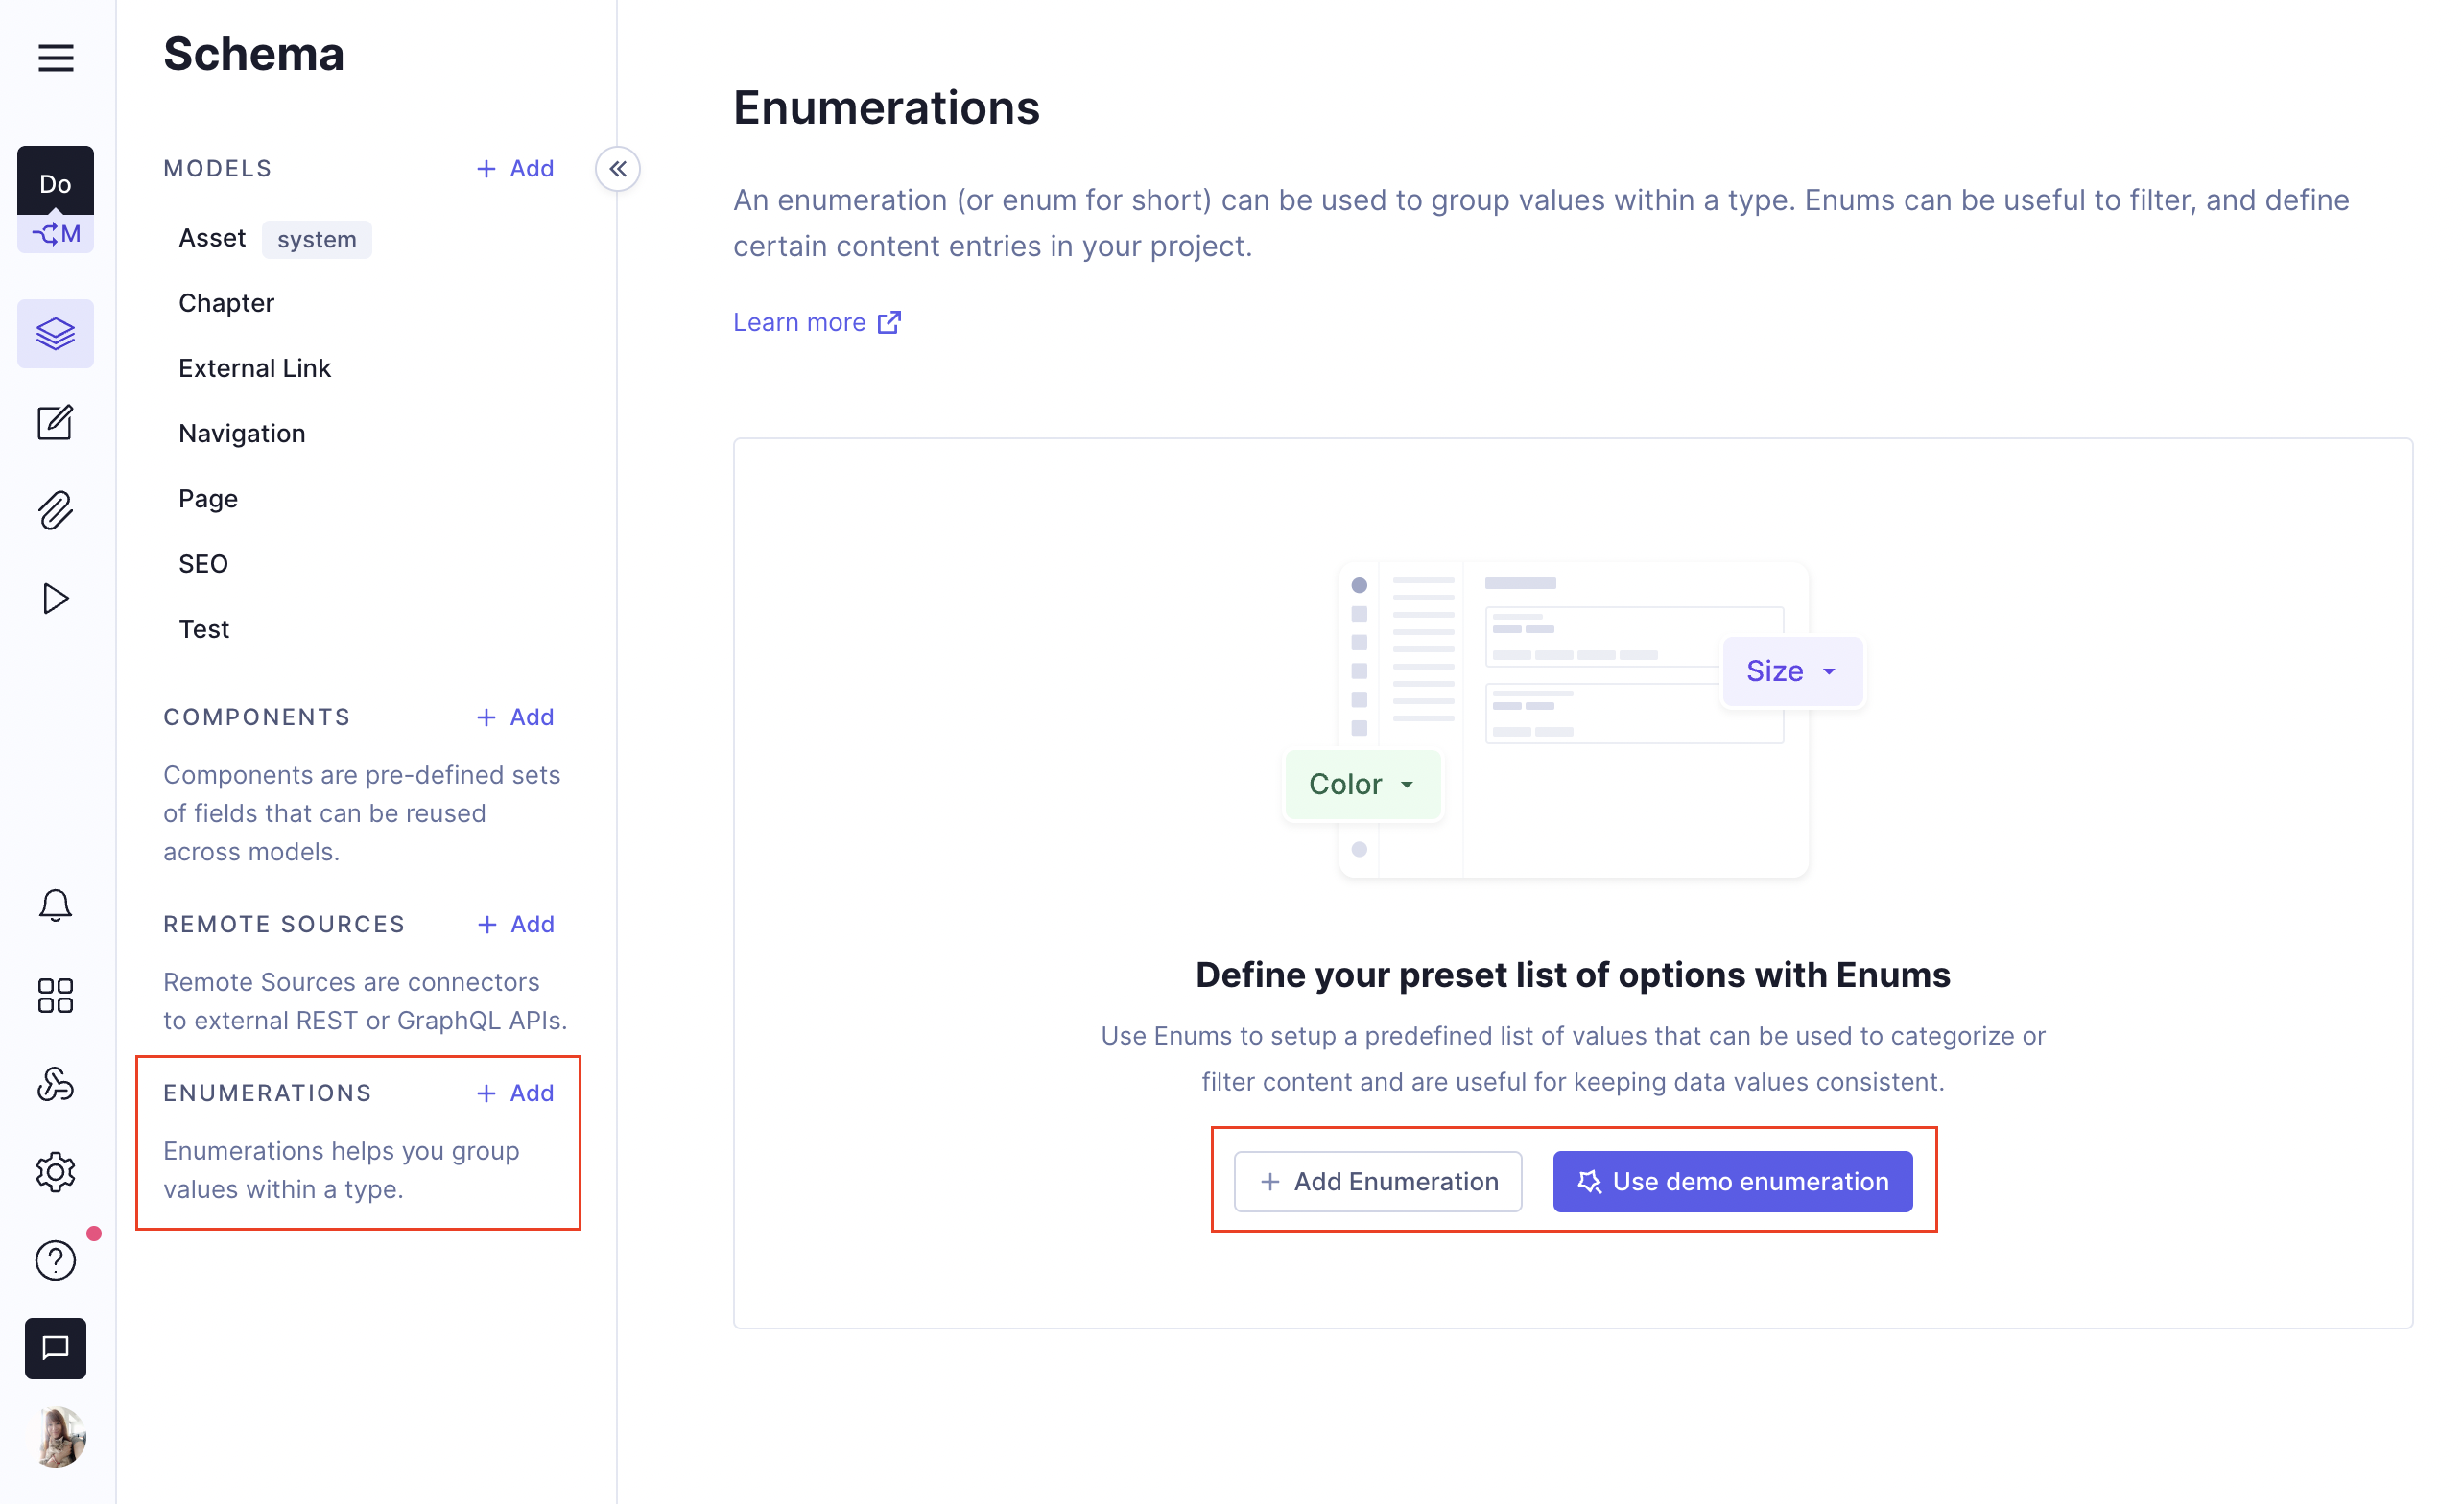 Schema
Do
M
MODELS
+ Add
Asset system
Chapter
External Link
Navigation
Page
SEO
Test
COMPONENTS
+ Add
Components are pre-defined sets
of fields that can be reused
across models.
REMOTE SOURCES
+ Add
Remote Sources are connectors
to external REST or GraphQL APIs.
ENUMERATIONS
+ Add
Enumerations helps you group
values within a type.
Enumerations
An enumeration (or enum for short) can be used to group values within a type. Enums can be useful to filter, and define
certain content entries in your project.
Learn more
Size
Color
Define your preset list of options with Enums
Use Enums to setup a predefined list of values that can be used to categorize or
filter content and are useful for keeping data values consistent.
+ Add Enumeration
Use demo enumeration